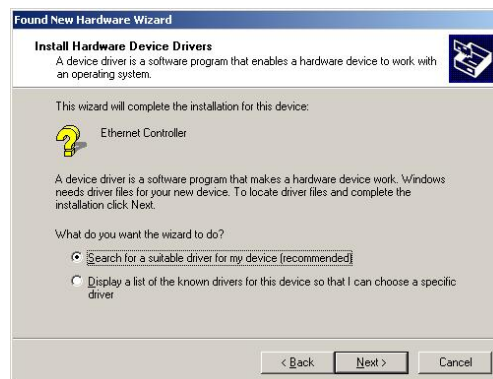 Found New Hardware Wizard
Install Hardware Device Drivers
A device driver is a software program that enables a hardware device to work with
an operating system.
This wizard will complete the installation for this device:
Ethernet Controller
A device driver is a software program that makes a hardware device work. Windows
needs driver files for your new device. To locate driver files and complete the
installation click Next.
What do you want the wizard to do?
Search for a suitable driver for my device (recommended)
Display a list of the known drivers for this device so that I can choose a specific
driver
< Back Next > Cancel